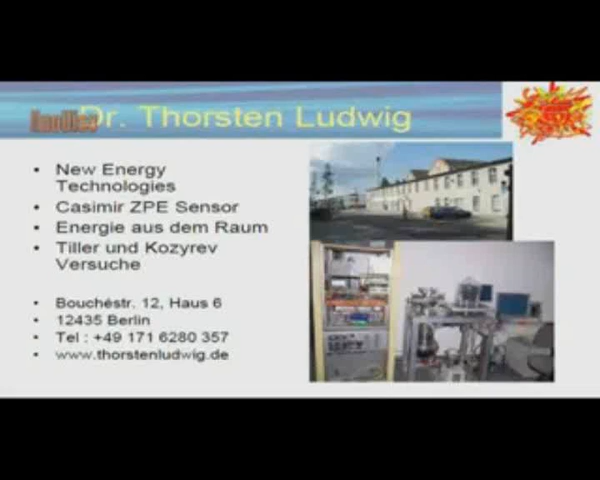 Dr. Thorsten Ludwig
• New Energy
Technologies
• Casimir ZPE Sensor
• Energie aus dem Raum
• Tiller und Kozyrev
Versuche
• Bouchéstr. 12, Haus 6
• 12435 Berlin
• Tel : +49 171 6280 357
• www.thorstenludwig.de